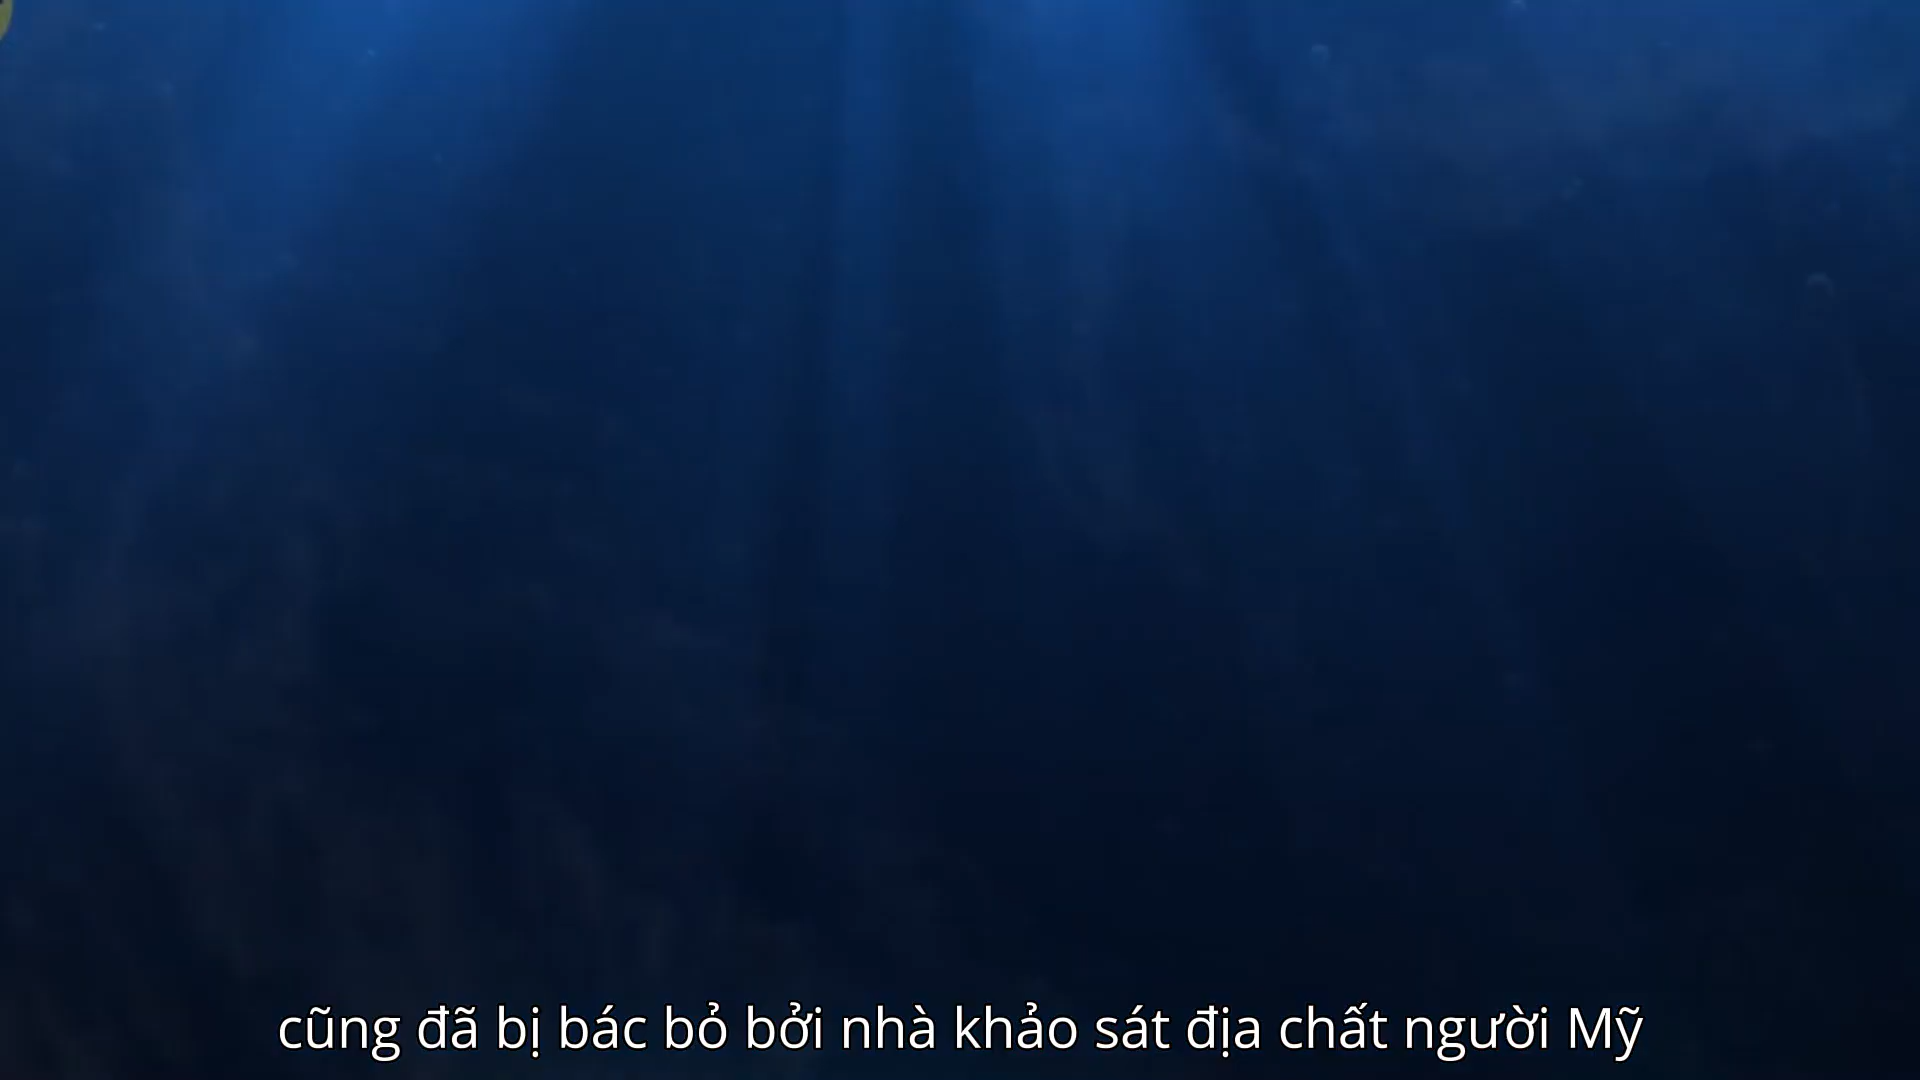 cũng đã bị bác bỏ bởi nhà khảo sát địa chất người Mỹ